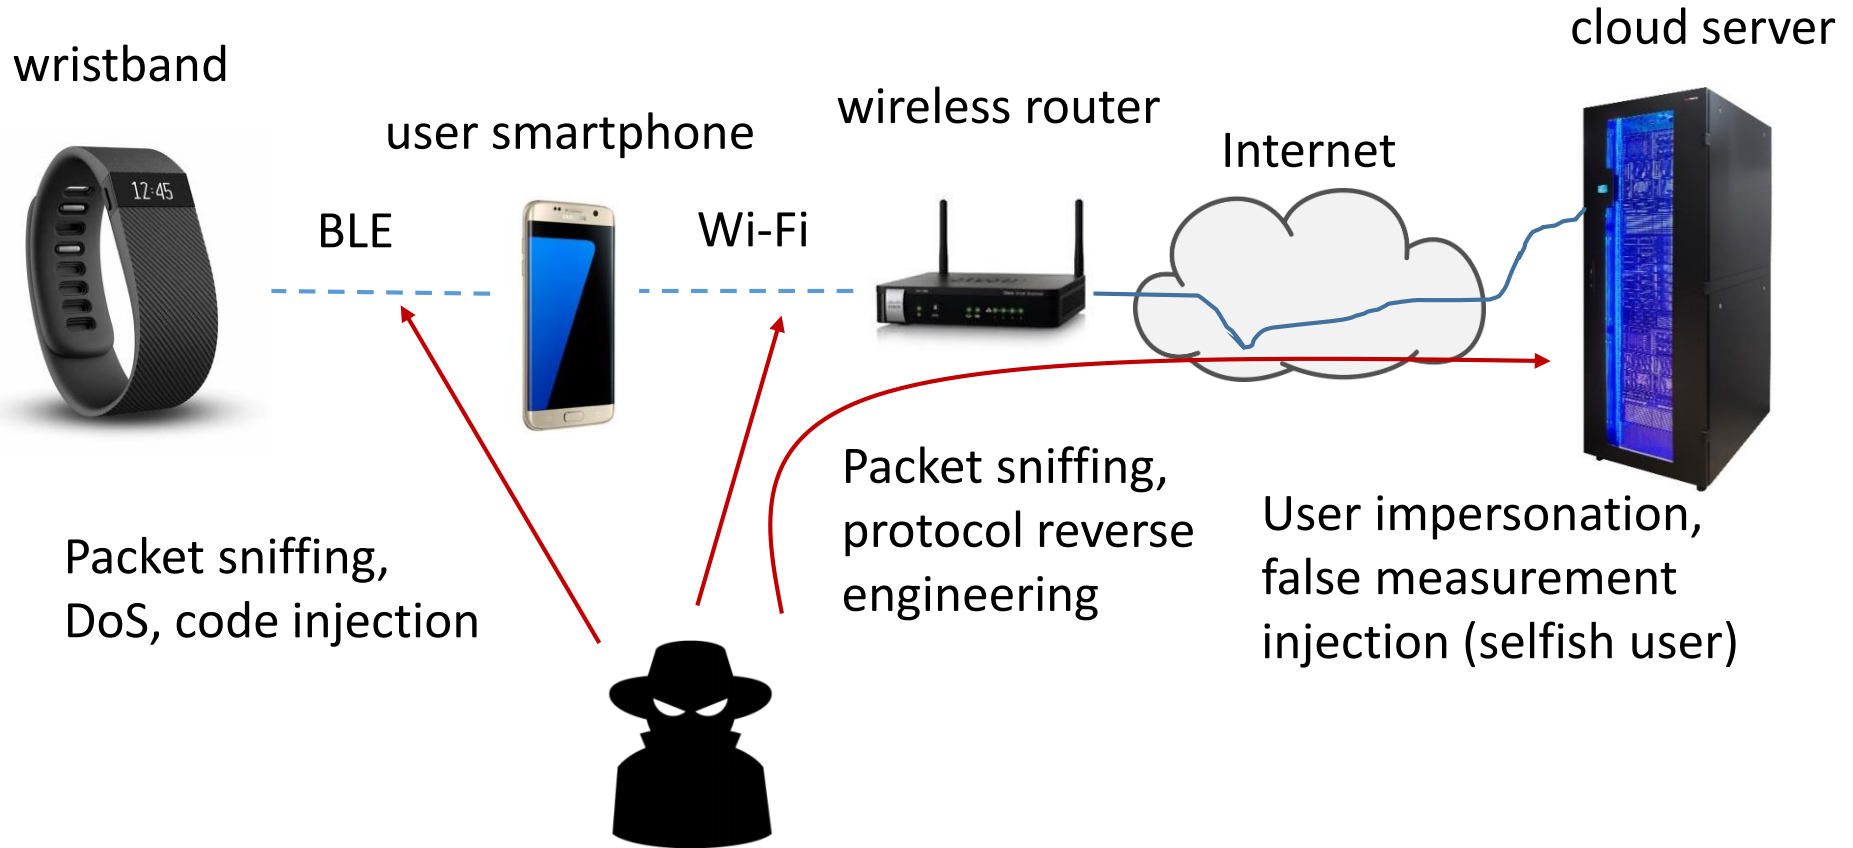 cloud server
wristband
wireless router
user smartphone
Internet
12:45
BLE
Wi-Fi
Packet sniffing,
protocol reverse
engineering
User impersonation,
false measurement
injection (selfish user)
Packet sniffing,
DoS, code injection